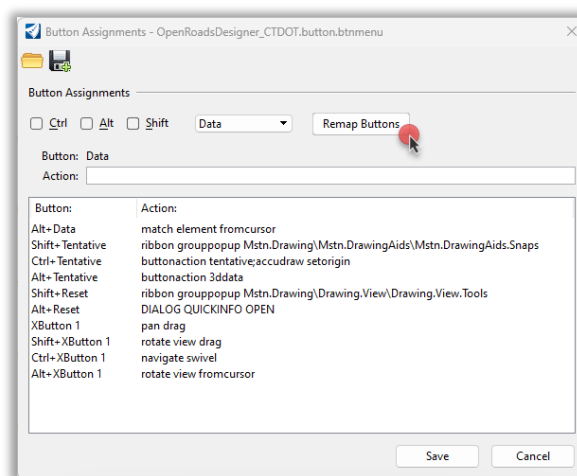 Button Assignments - OpenRoadsDesigner_CTDOT.button.btnmenu
Button Assignments
Ctrl Alt Shift Data Remap Buttons
Button: Data
Action:
Button: Action:
Alt+Data match element fromcursor
Shift+Tentative ribbon grouppopup Mstn.Drawing\Mstn.DrawingAids\Mstn.DrawingAids.Snaps
Ctrl+Tentative buttonaction tentative;accudraw setorigin
Alt+Tentative buttonaction 3ddata
Shift+Reset ribbon grouppopup Mstn.Drawing\Drawing.View\Drawing.View.Tools
Alt+Reset DIALOG QUICKINFO OPEN
XButton 1 pan drag
Shift+XButton 1 rotate view drag
Ctrl+XButton 1 navigate swivel
Alt+XButton 1 rotate view fromcursor
Save Cancel